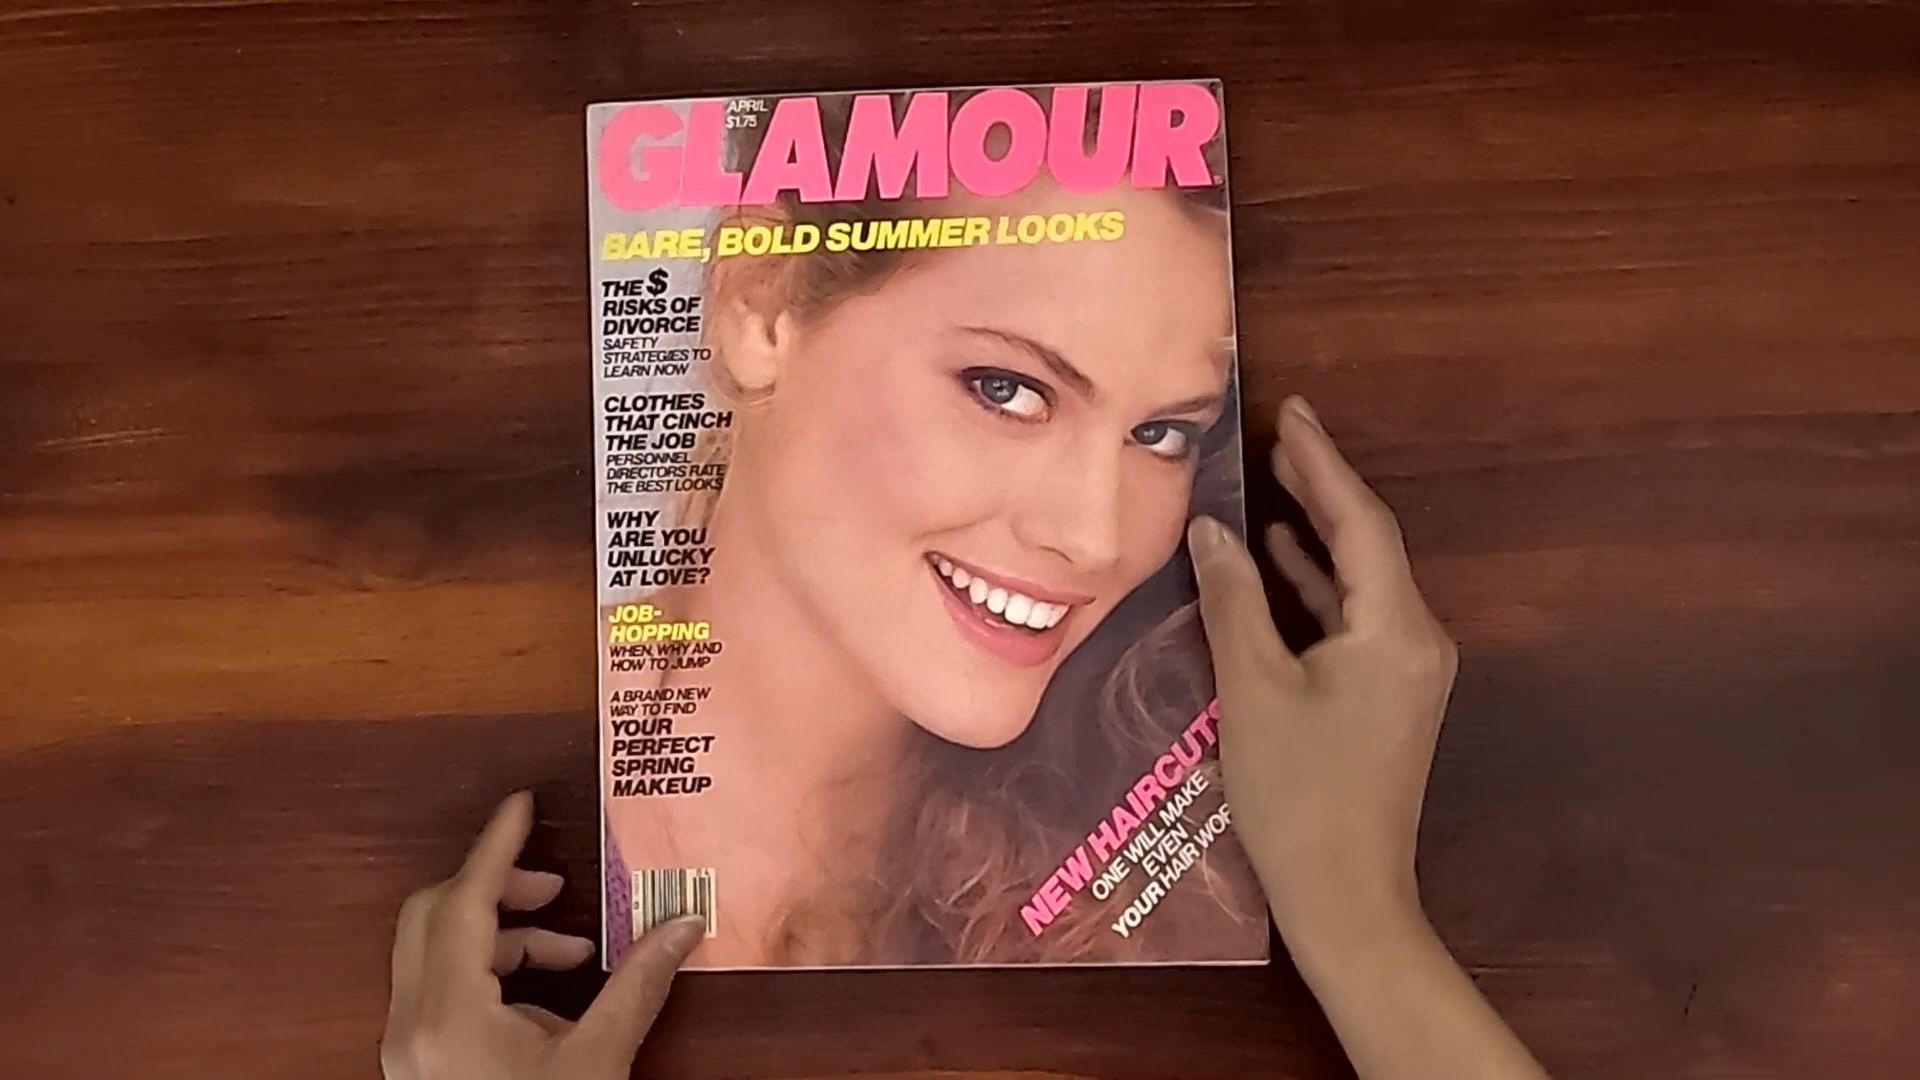 APRIL
$1.75
GLAMOUR
BARE, BOLD SUMMER LOOKS
THE $
RISKS OF
DIVORCE
SAFETY
STRATEGIES TO
LEARN NOW
CLOTHES
THAT CINCH
THE JOB
PERSONNEL
DIRECTORS RATE
THE BEST LOOKS
WHY
ARE YOU
UNLUCKY
AT LOVE?
JOB-
HOPPING
WHEN, WHY AND
HOW TO JUMP
A BRAND NEW
WAY TO FIND
YOUR
PERFECT
SPRING
MAKEUP
NEW HAIRCUTS
ONE WILL MAKE
EVEN
YOUR HAIR